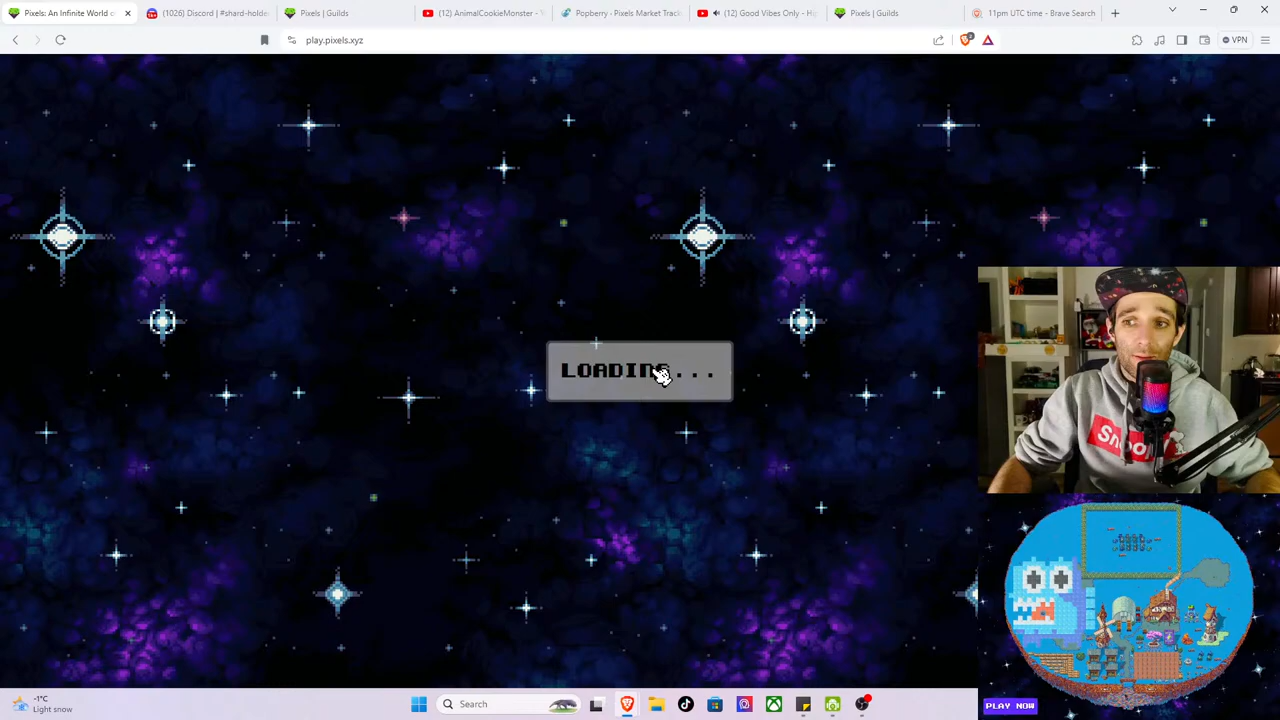 Pixels: An Infinite World o
(1026) Discord | #shard-holde
Pixels | Guilds
(12) AnimalCookieMonster -
Popberry - Pixels Market Track
(12) Good Vibes Only - Hi
Pixels | Guilds
11pm UTC time - Brave Search
play.pixels.xyz
2
VPN
LOADING...
PLAY NOW
-1°C
Light snow
Search